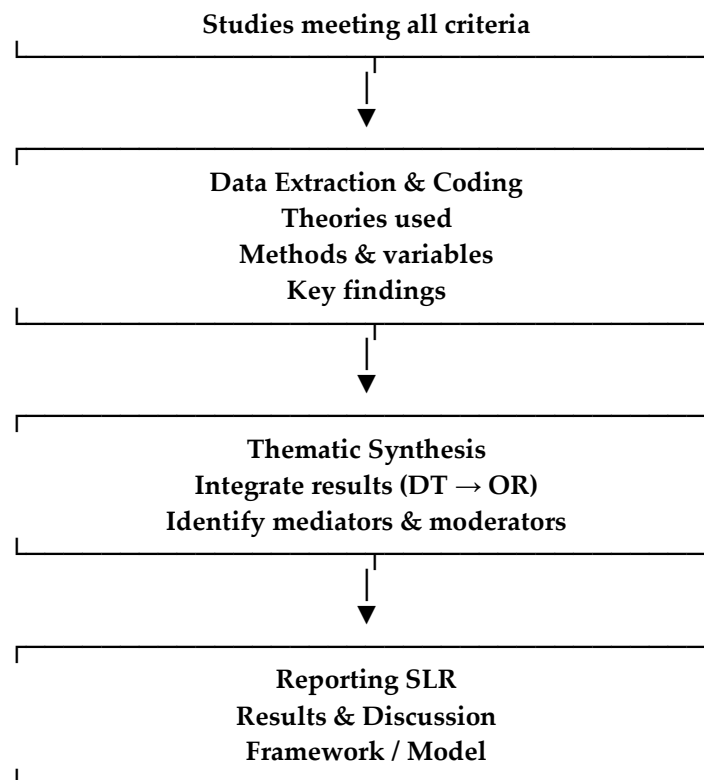 Studies meeting all criteria
Data Extraction & Coding
Theories used
Methods & variables
Key findings
Thematic Synthesis
Integrate results (DT → OR)
Identify mediators & moderators
Reporting SLR
Results & Discussion
Framework / Model